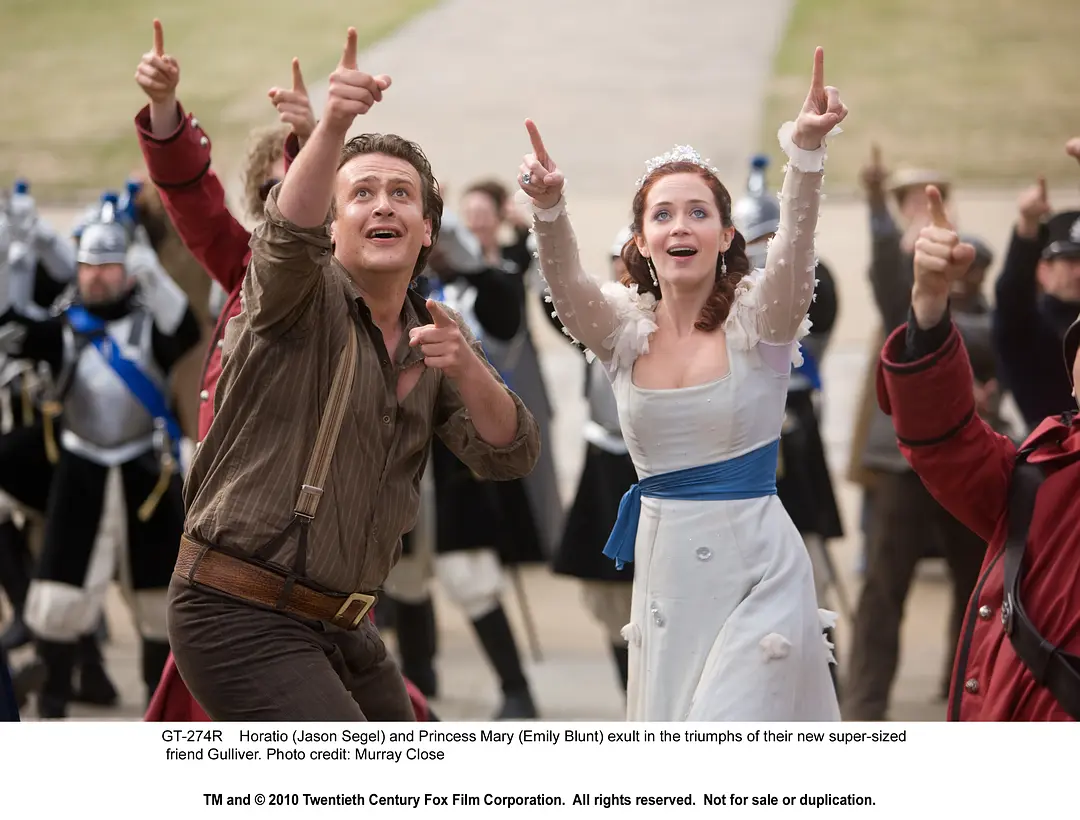 GT-274R    Horatio (Jason Segel) and Princess Mary (Emily Blunt) exult in the triumphs of their new super-sized
friend Gulliver. Photo credit: Murray Close
TM and © 2010 Twentieth Century Fox Film Corporation.  All rights reserved.  Not for sale or duplication.